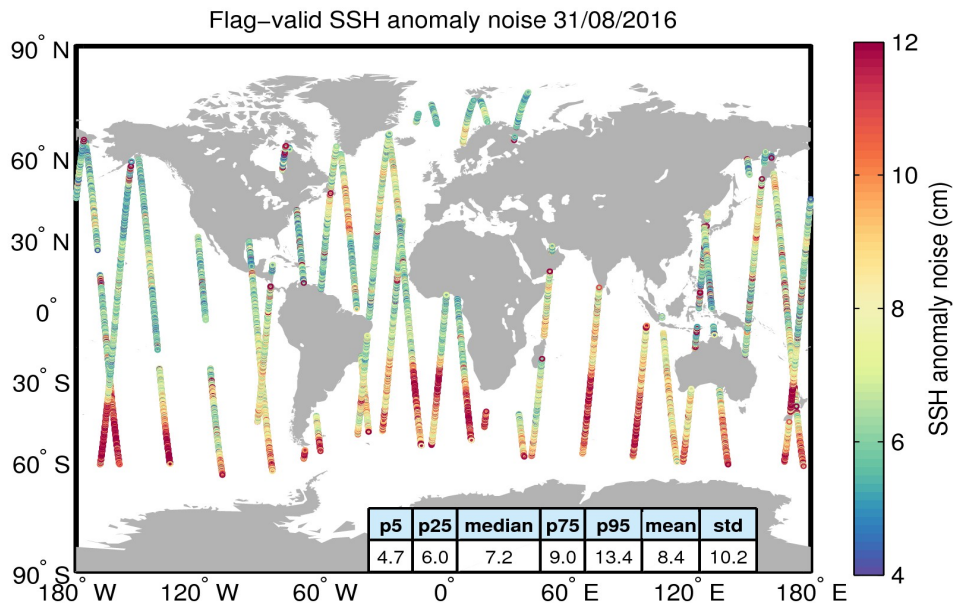 Flag−valid SSH anomaly noise 31/08/2016
90° N
60° N
30° N
0°
30° S
60° S
90° S
180° W 120° W 60° W 0° 60° E 120° E 180° E
p5 p25 median p75 p95 mean std
4.7 6.0 7.2 9.0 13.4 8.4 10.2
12
10
8
6
4
SSH anomaly noise (cm)